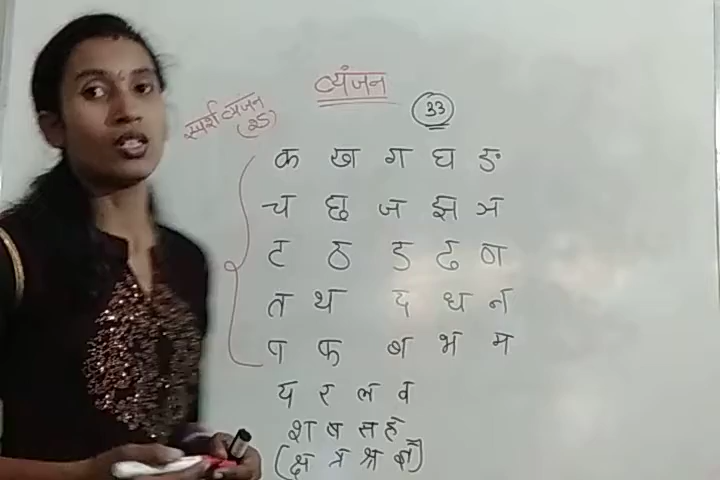 व्यंजन
33
स्पर्श व्यंजन
(25)
क ख ग घ ङ
च छ ज झ ञ
ट ठ ड ढ ण
त थ द ध न
प फ ब भ म
य र ल व
श ष स ह
(क्ष त्र श्र ज्ञ)